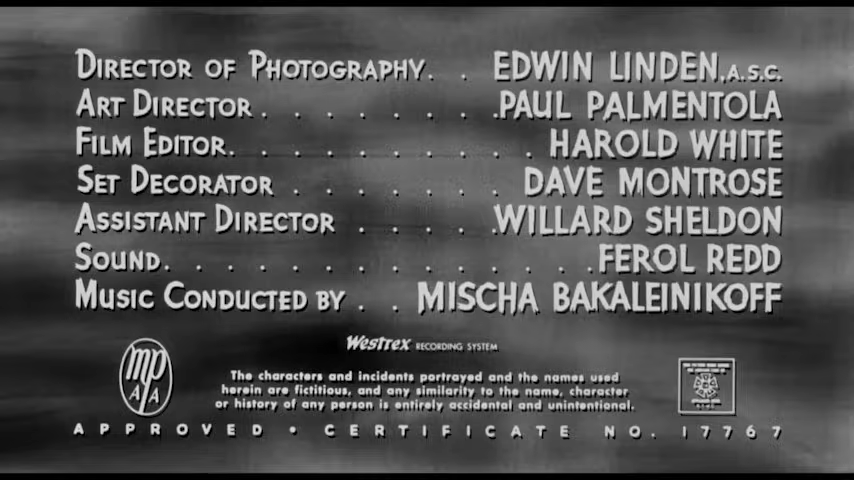 DIRECTOR OF PHOTOGRAPHY. . . EDWIN LINDEN, A.S.C.
ART DIRECTOR . . . . . . . . PAUL PALMENTOLA
FILM EDITOR. . . . . . . . . . HAROLD WHITE
SET DECORATOR . . . . . . . DAVE MONTROSE
ASSISTANT DIRECTOR . . . . . WILLARD SHELDON
SOUND. . . . . . . . . . . . . . FEROL REDD
MUSIC CONDUCTED BY . . MISCHA BAKALEINIKOFF
Westrex RECORDING SYSTEM
mp
AA
The characters and incidents portrayed and the names used
herein are fictitious, and any similarity to the name, character
or history of any person is entirely accidental and unintentional.
APPROVED • CERTIFICATE NO. 17767